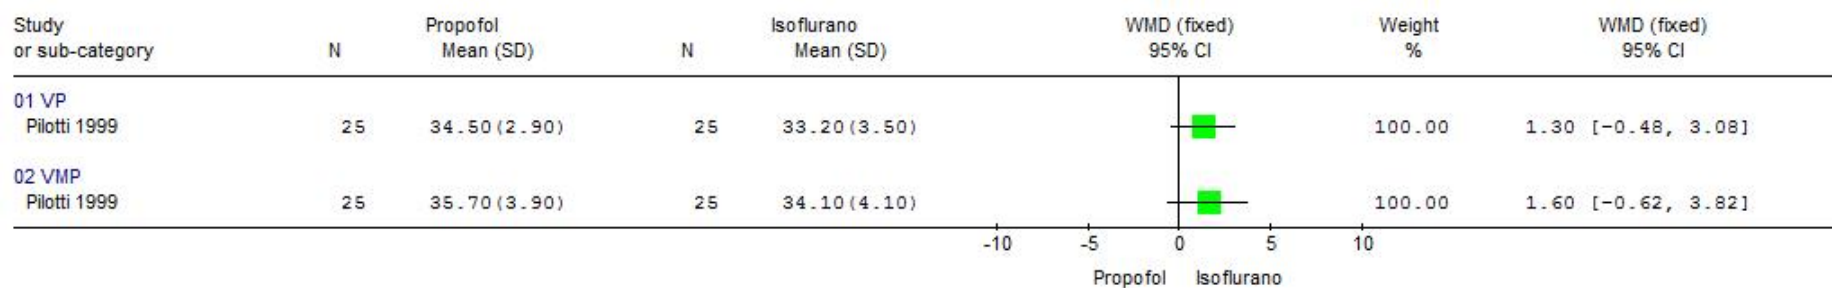 Study Propofol Isoflurano WMD (fixed) Weight WMD (fixed)
or sub-category N Mean (SD) N Mean (SD) 95% CI % 95% CI
01 VP
Pilotti 1999 25 34.50(2.90) 25 33.20(3.50) 100.00 1.30 [-0.48, 3.08]
02 VMP
Pilotti 1999 25 35.70(3.90) 25 34.10(4.10) 100.00 1.60 [-0.62, 3.82]
-10 -5 0 5 10
Propofol Isoflurano